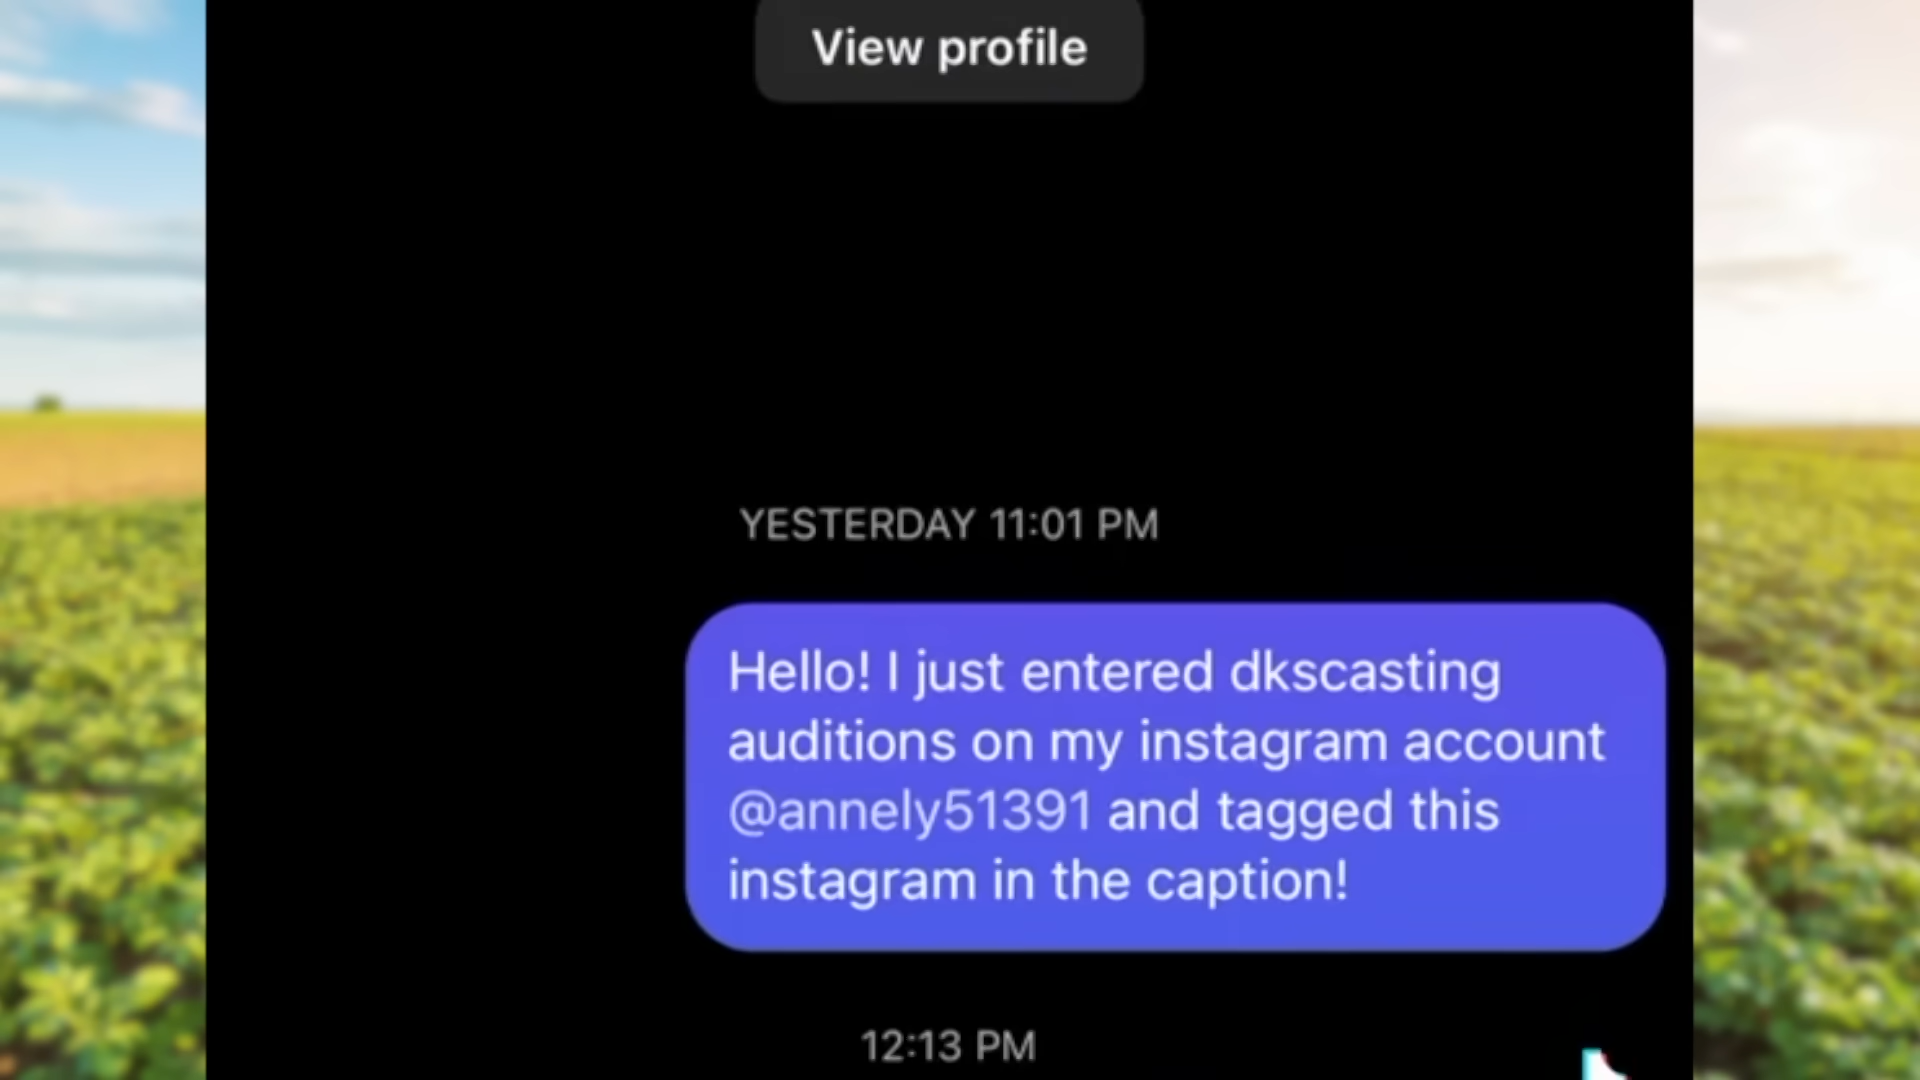 View profile
YESTERDAY 11:01 PM
Hello! I just entered dkscasting
auditions on my instagram account
@annely51391 and tagged this
instagram in the caption!
12:13 PM